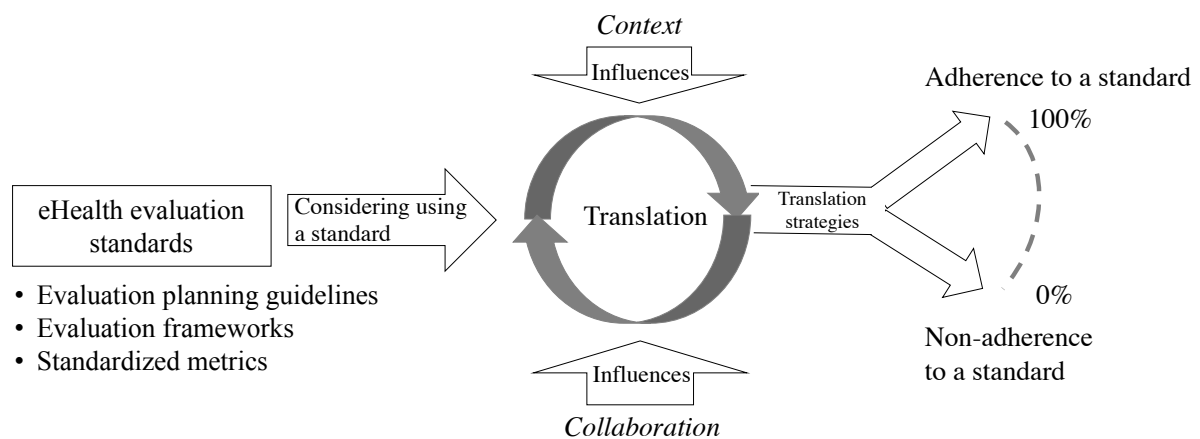 Context
Influences
Adherence to a standard
100%
eHealth evaluation
standards
Considering using
a standard
Translation
Translation
strategies
• Evaluation planning guidelines
• Evaluation frameworks
• Standardized metrics
0%
Non-adherence
to a standard
Influences
Collaboration